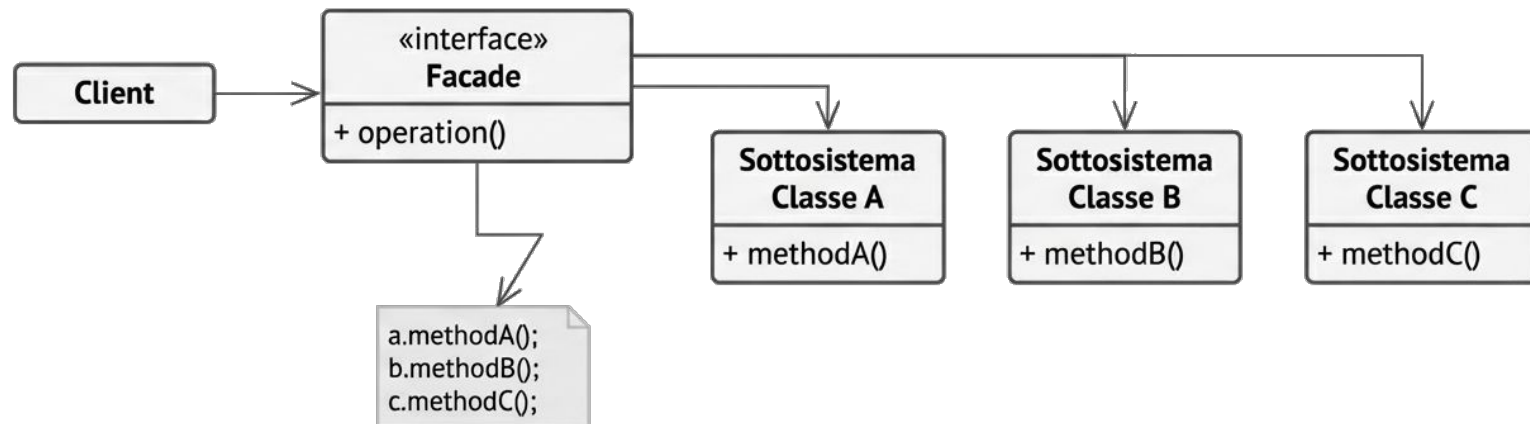 Client
«interface»
Facade
+ operation()
Sottosistema
Classe A
+ methodA()
Sottosistema
Classe B
+ methodB()
Sottosistema
Classe C
+ methodC()
a.methodA();
b.methodB();
c.methodC();